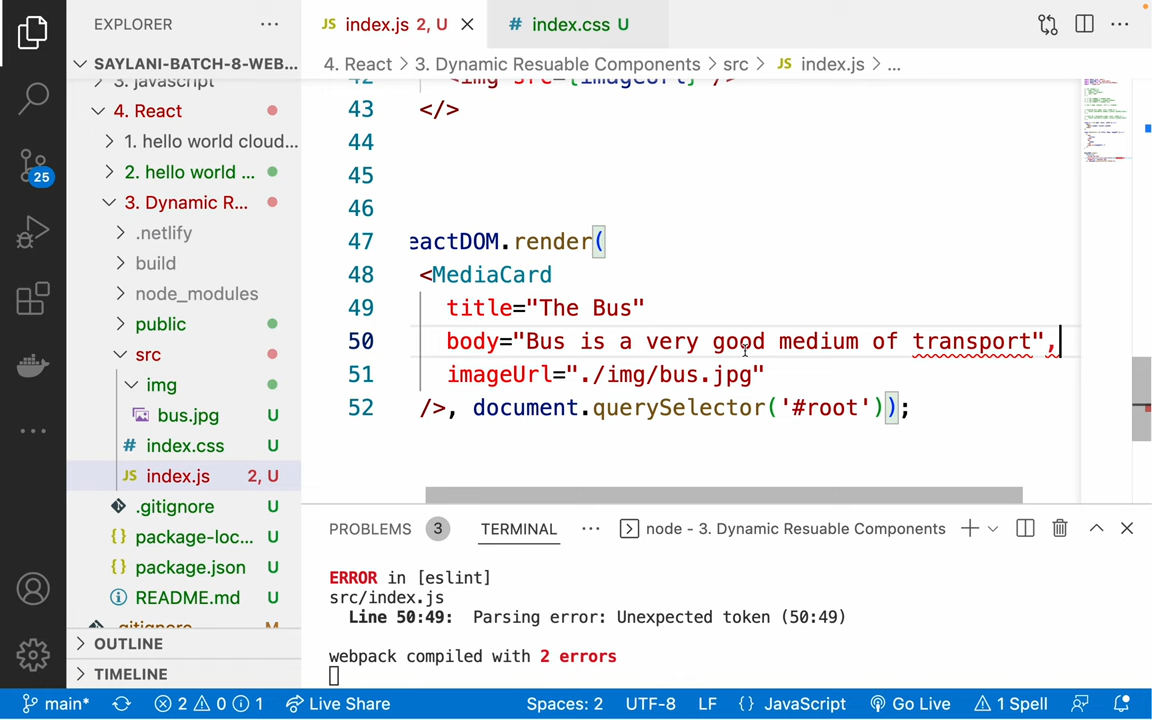 EXPLORER
JS index.js 2, U
# index.css U
SAYLANI-BATCH-8-WEB...
4. React > 3. Dynamic Resuable Components > src > JS index.js > ...
3. javascript
4. React
1. hello world cloud...
2. hello world ...
3. Dynamic R...
.netlify
build
node_modules
public
src
img
bus.jpg U
# index.css U
JS index.js 2, U
.gitignore U
{} package-loc... U
{} package.json U
README.md U
.gitignore M
OUTLINE
TIMELINE
25
42 <img src={imageUrl} />
43 </>
44
45
46
47 eactDOM.render(
48 <MediaCard
49 title="The Bus"
50 body="Bus is a very good medium of transport",
51 imageUrl="./img/bus.jpg"
52 />, document.querySelector('#root'));
PROBLEMS 3 TERMINAL ... node - 3. Dynamic Resuable Components
ERROR in [eslint]
src/index.js
Line 50:49: Parsing error: Unexpected token (50:49)
webpack compiled with 2 errors
main* 2 0 1 Live Share Spaces: 2 UTF-8 LF {} JavaScript Go Live 1 Spell